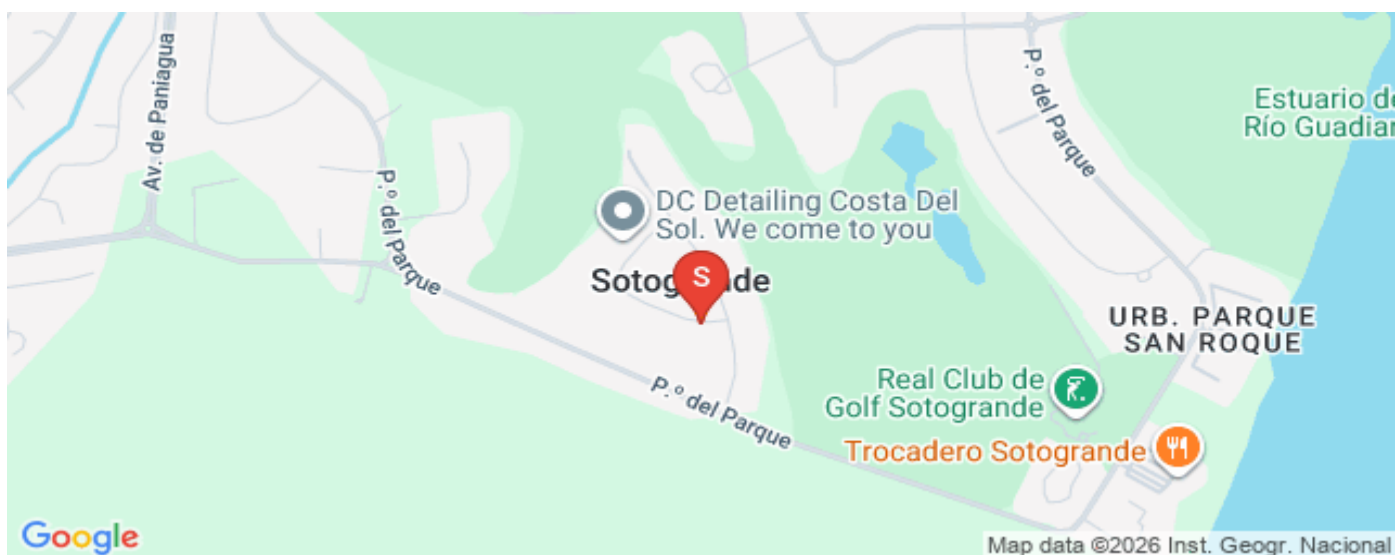 Av. de Paniagua
P.º del Parque
P.º del Parque
Estuario de
Río Guadiar
DC Detailing Costa Del
Sol. We come to you
P.º del Parque
S
URB. PARQUE
SAN ROQUE
Real Club de
Golf Sotogrande
P.º del Parque
Trocadero Sotogrande
Google
Map data ©2026 Inst. Geogr. Nacional